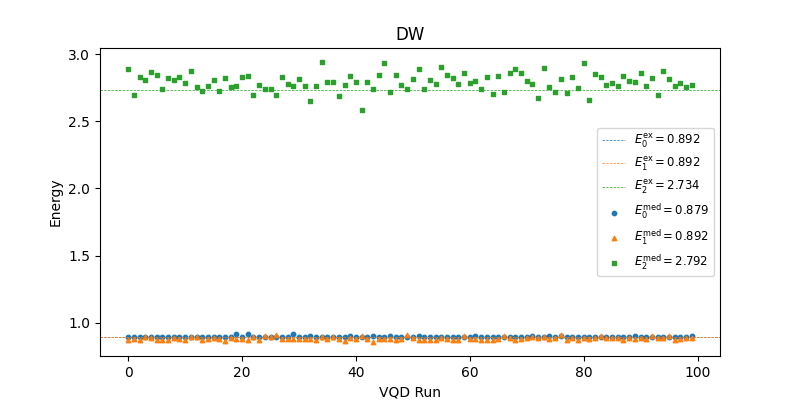 DW
3.0
2.5
2.0
1.5
1.0
Energy
0 20 40 60 80 100
VQD Run
E_0^ex = 0.892
E_1^ex = 0.892
E_2^ex = 2.734
E_0^med = 0.879
E_1^med = 0.892
E_2^med = 2.792